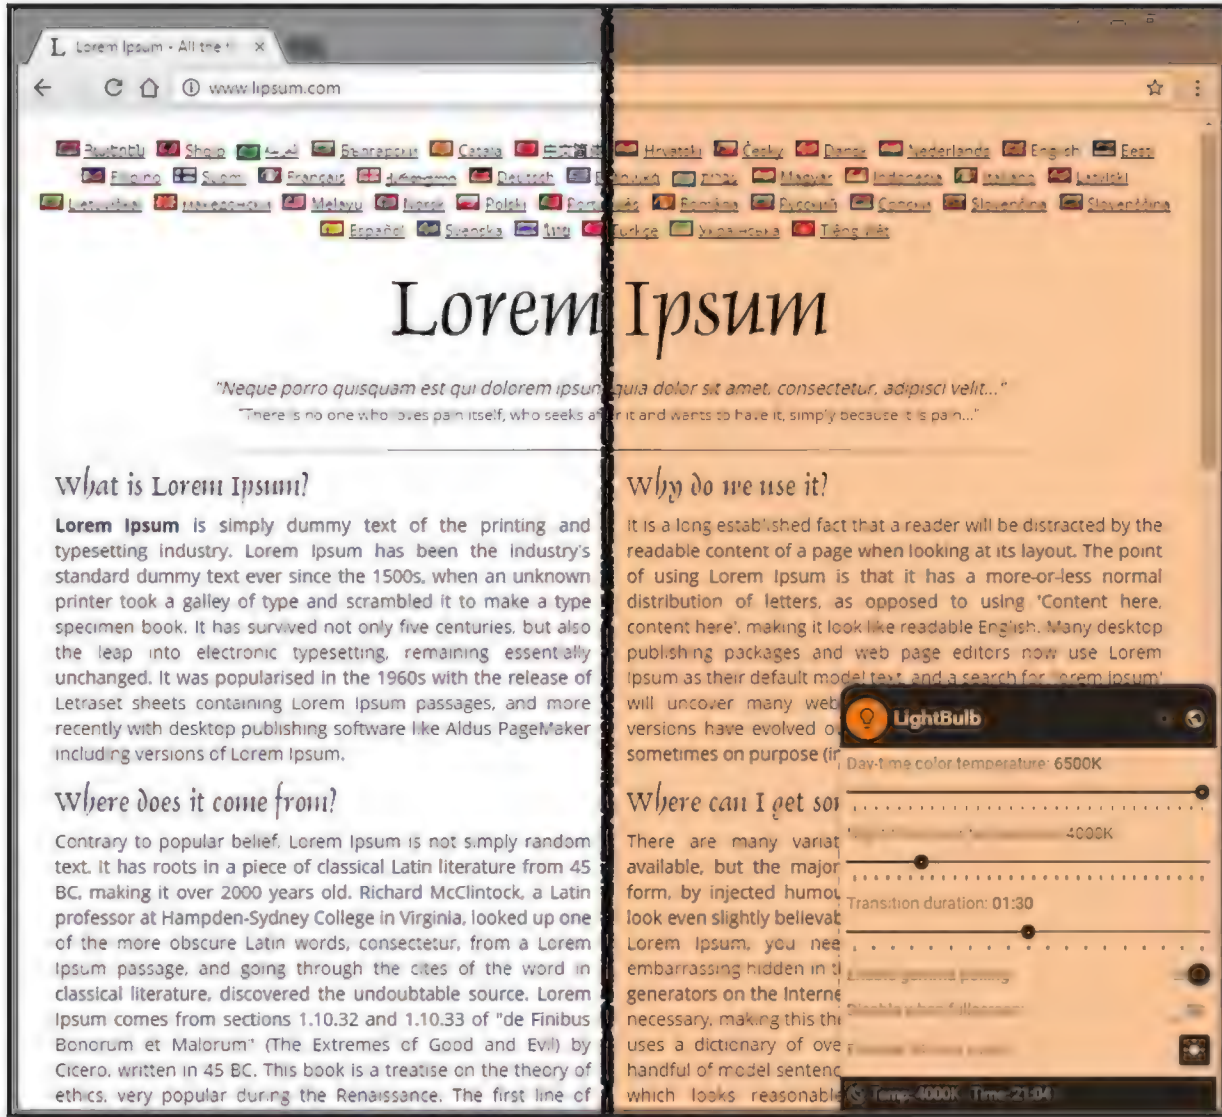 L Lorem Ipsum - All the
www.lipsum.com
Shqip Български Català Hrvatski Česky Dansk Nederlands English Eesti
Filipino Suomi Français Deutsch Magyar Indonesia Italiano Latviski
Македонски Melayu Norsk Polski Româna Русский Српски Slovenčina Slovenščina
Español Svenska Türkçe Українська Tiếng Việt
Lorem Ipsum
"Neque porro quisquam est qui dolorem ipsum quia dolor sit amet, consectetur, adipisci velit..."
"There is no one who loves pain itself, who seeks after it and wants to have it, simply because it is pain..."
What is Lorem Ipsum?
Lorem Ipsum is simply dummy text of the printing and
typesetting industry. Lorem Ipsum has been the industry's
standard dummy text ever since the 1500s, when an unknown
printer took a galley of type and scrambled it to make a type
specimen book. It has survived not only five centuries, but also
the leap into electronic typesetting, remaining essentially
unchanged. It was popularised in the 1960s with the release of
Letraset sheets containing Lorem Ipsum passages, and more
recently with desktop publishing software like Aldus PageMaker
including versions of Lorem Ipsum.
Where does it come from?
Contrary to popular belief, Lorem Ipsum is not simply random
text. It has roots in a piece of classical Latin literature from 45
BC, making it over 2000 years old. Richard McClintock, a Latin
professor at Hampden-Sydney College in Virginia, looked up one
of the more obscure Latin words, consectetur, from a Lorem
Ipsum passage, and going through the cites of the word in
classical literature, discovered the undoubtable source. Lorem
Ipsum comes from sections 1.10.32 and 1.10.33 of "de Finibus
Bonorum et Malorum" (The Extremes of Good and Evil) by
Cicero, written in 45 BC. This book is a treatise on the theory of
ethics, very popular during the Renaissance. The first line of
Why do we use it?
It is a long established fact that a reader will be distracted by the
readable content of a page when looking at its layout. The point
of using Lorem Ipsum is that it has a more-or-less normal
distribution of letters, as opposed to using 'Content here,
content here', making it look like readable English. Many desktop
publishing packages and web page editors now use Lorem
Ipsum as their default model text, and a search for 'lorem ipsum'
will uncover many web
versions have evolved o
sometimes on purpose (in
Where can I get so
There are many variat
available, but the major
form, by injected humou
look even slightly believab
Lorem Ipsum, you nee
embarrassing hidden in t
generators on the Interne
necessary, making this th
uses a dictionary of ove
handful of model sentenc
which looks reasonable
LightBulb
Day-time color temperature: 6500K
4000K
Transition duration: 01:30
Temp: 4000K Time: 21:04